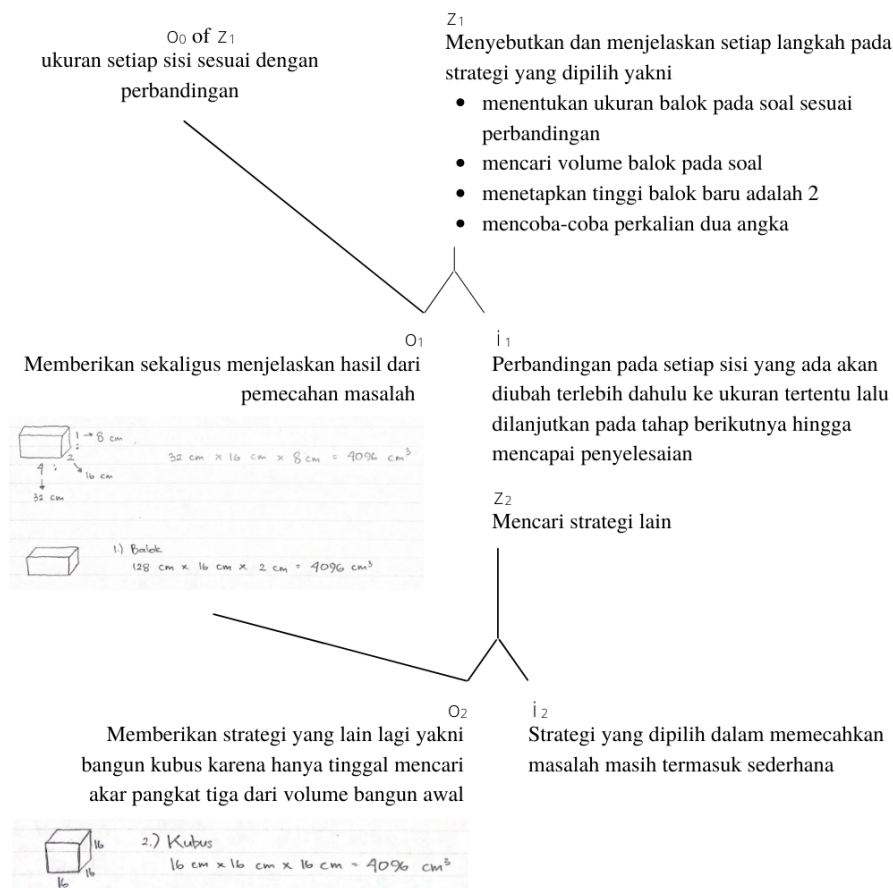 O₀ of Z₁
ukuran setiap sisi sesuai dengan
perbandingan
Z₁
Menyebutkan dan menjelaskan setiap langkah pada
strategi yang dipilih yakni
• menentukan ukuran balok pada soal sesuai
perbandingan
• mencari volume balok pada soal
• menetapkan tinggi balok baru adalah 2
• mencoba-coba perkalian dua angka
O₁
Memberikan sekaligus menjelaskan hasil dari
pemecahan masalah
1 → 8 cm
:
2
4 :
16 cm
32 cm
32 cm × 16 cm × 8 cm = 4096 cm³
1.) Balok
128 cm × 16 cm × 2 cm = 4096 cm³
i₁
Perbandingan pada setiap sisi yang ada akan
diubah terlebih dahulu ke ukuran tertentu lalu
dilanjutkan pada tahap berikutnya hingga
mencapai penyelesaian
Z₂
Mencari strategi lain
O₂
Memberikan strategi yang lain lagi yakni
bangun kubus karena hanya tinggal mencari
akar pangkat tiga dari volume bangun awal
16
16
16
2.) Kubus
16 cm × 16 cm × 16 cm = 4096 cm³
i₂
Strategi yang dipilih dalam memecahkan
masalah masih termasuk sederhana